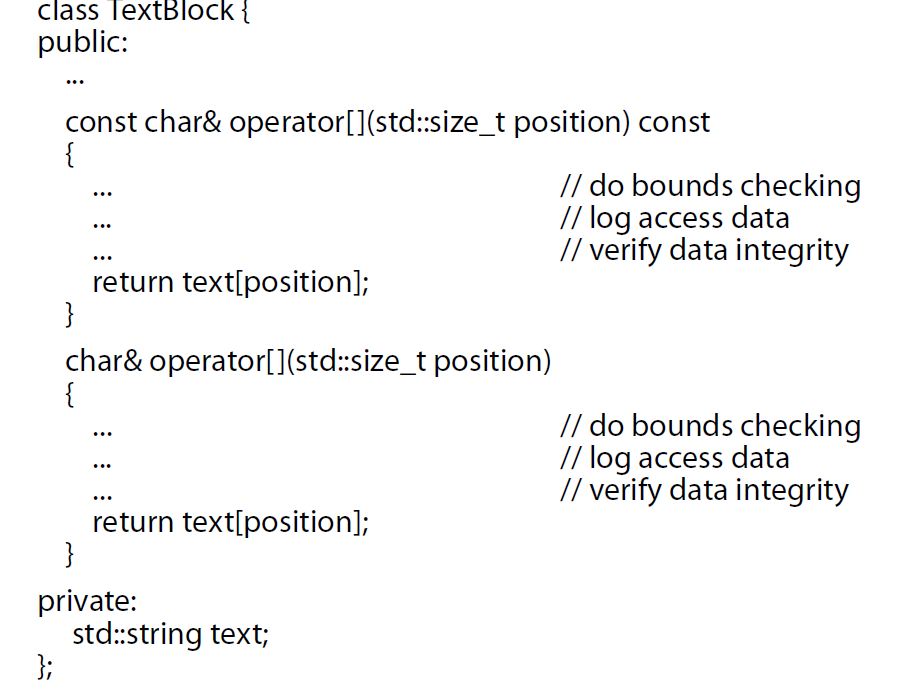 class TextBlock {
public:
...
const char& operator[](std::size_t position) const
{
... // do bounds checking
... // log access data
... // verify data integrity
return text[position];
}
char& operator[](std::size_t position)
{
... // do bounds checking
... // log access data
... // verify data integrity
return text[position];
}
private:
std::string text;
};